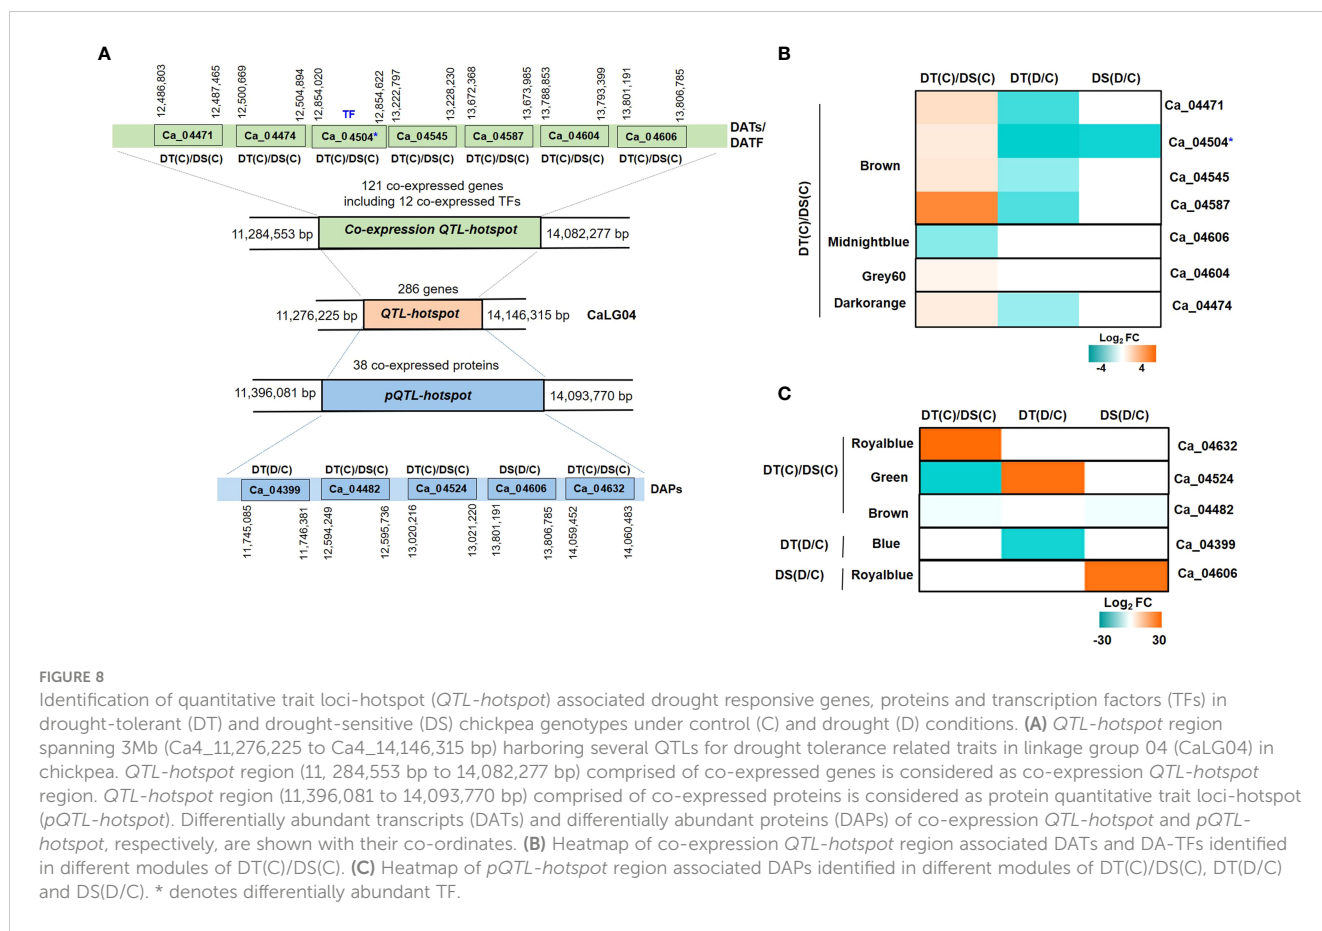 A
12,486,803
12,487,465
12,500,669
12,504,894
12,854,020
12,854,622
13,222,797
13,228,230
13,672,368
13,673,985
13,788,853
13,793,399
13,801,191
13,806,785
TF
Ca_04471 Ca_04474 Ca_04504* Ca_04545 Ca_04587 Ca_04604 Ca_04606
DATs/
DATF
DT(C)/DS(C) DT(C)/DS(C) DT(C)/DS(C) DT(C)/DS(C) DT(C)/DS(C) DT(C)/DS(C) DT(C)/DS(C)
121 co-expressed genes
including 12 co-expressed TFs
11,284,553 bp Co-expression QTL-hotspot 14,082,277 bp
286 genes
11,276,225 bp QTL-hotspot 14,146,315 bp CaLG04
38 co-expressed proteins
11,396,081 bp pQTL-hotspot 14,093,770 bp
DT(D/C) DT(C)/DS(C) DT(C)/DS(C) DS(D/C) DT(C)/DS(C)
Ca_04399 Ca_04482 Ca_04524 Ca_04606 Ca_04632 DAPs
11,745,085
11,746,381
12,594,249
12,595,736
13,020,216
13,021,220
13,801,191
13,806,785
14,059,452
14,060,483
B
DT(C)/DS(C) DT(D/C) DS(D/C)
DT(C)/DS(C)
Brown
Midnightblue
Grey60
Darkorange
Ca_04471
Ca_04504*
Ca_04545
Ca_04587
Ca_04606
Ca_04604
Ca_04474
Log2 FC
-4 4
C
DT(C)/DS(C) DT(D/C) DS(D/C)
DT(C)/DS(C)
Royalblue Ca_04632
Green Ca_04524
Brown Ca_04482
DT(D/C) Blue Ca_04399
DS(D/C) Royalblue Ca_04606
Log2 FC
-30 30
FIGURE 8
Identification of quantitative trait loci-hotspot (QTL-hotspot) associated drought responsive genes, proteins and transcription factors (TFs) in
drought-tolerant (DT) and drought-sensitive (DS) chickpea genotypes under control (C) and drought (D) conditions. (A) QTL-hotspot region
spanning 3Mb (Ca4_11,276,225 to Ca4_14,146,315 bp) harboring several QTLs for drought tolerance related traits in linkage group 04 (CaLG04) in
chickpea. QTL-hotspot region (11, 284,553 bp to 14,082,277 bp) comprised of co-expressed genes is considered as co-expression QTL-hotspot
region. QTL-hotspot region (11,396,081 to 14,093,770 bp) comprised of co-expressed proteins is considered as protein quantitative trait loci-hotspot
(pQTL-hotspot). Differentially abundant transcripts (DATs) and differentially abundant proteins (DAPs) of co-expression QTL-hotspot and pQTL-
hotspot, respectively, are shown with their co-ordinates. (B) Heatmap of co-expression QTL-hotspot region associated DATs and DA-TFs identified
in different modules of DT(C)/DS(C). (C) Heatmap of pQTL-hotspot region associated DAPs identified in different modules of DT(C)/DS(C), DT(D/C)
and DS(D/C). * denotes differentially abundant TF.